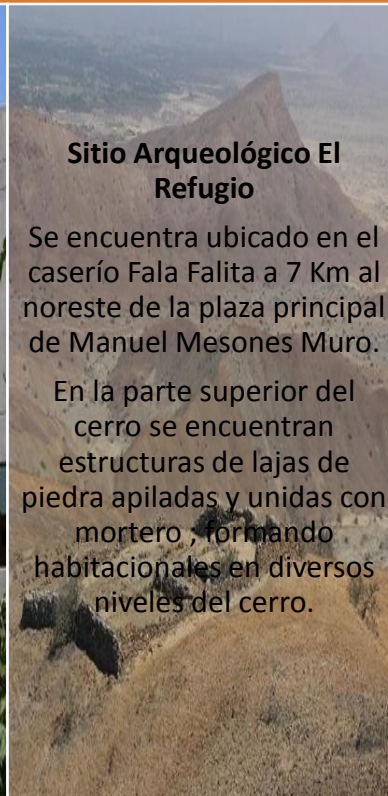 Sitio Arqueológico El
Refugio
Se encuentra ubicado en el
caserío Fala Falita a 7 Km al
noreste de la plaza principal
de Manuel Mesones Muro.
En la parte superior del
cerro se encuentran
estructuras de lajas de
piedra apiladas y unidas con
mortero ; formando
habitacionales en diversos
niveles del cerro.